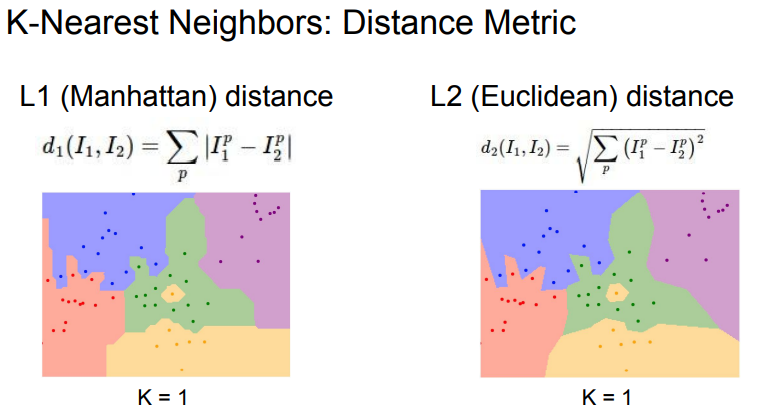 K-Nearest Neighbors: Distance Metric
L1 (Manhattan) distance
d₁(I₁, I₂) = ∑ₚ |I₁ᵖ − I₂ᵖ|
K = 1
L2 (Euclidean) distance
d₂(I₁, I₂) = √(∑ₚ (I₁ᵖ − I₂ᵖ)²)
K = 1